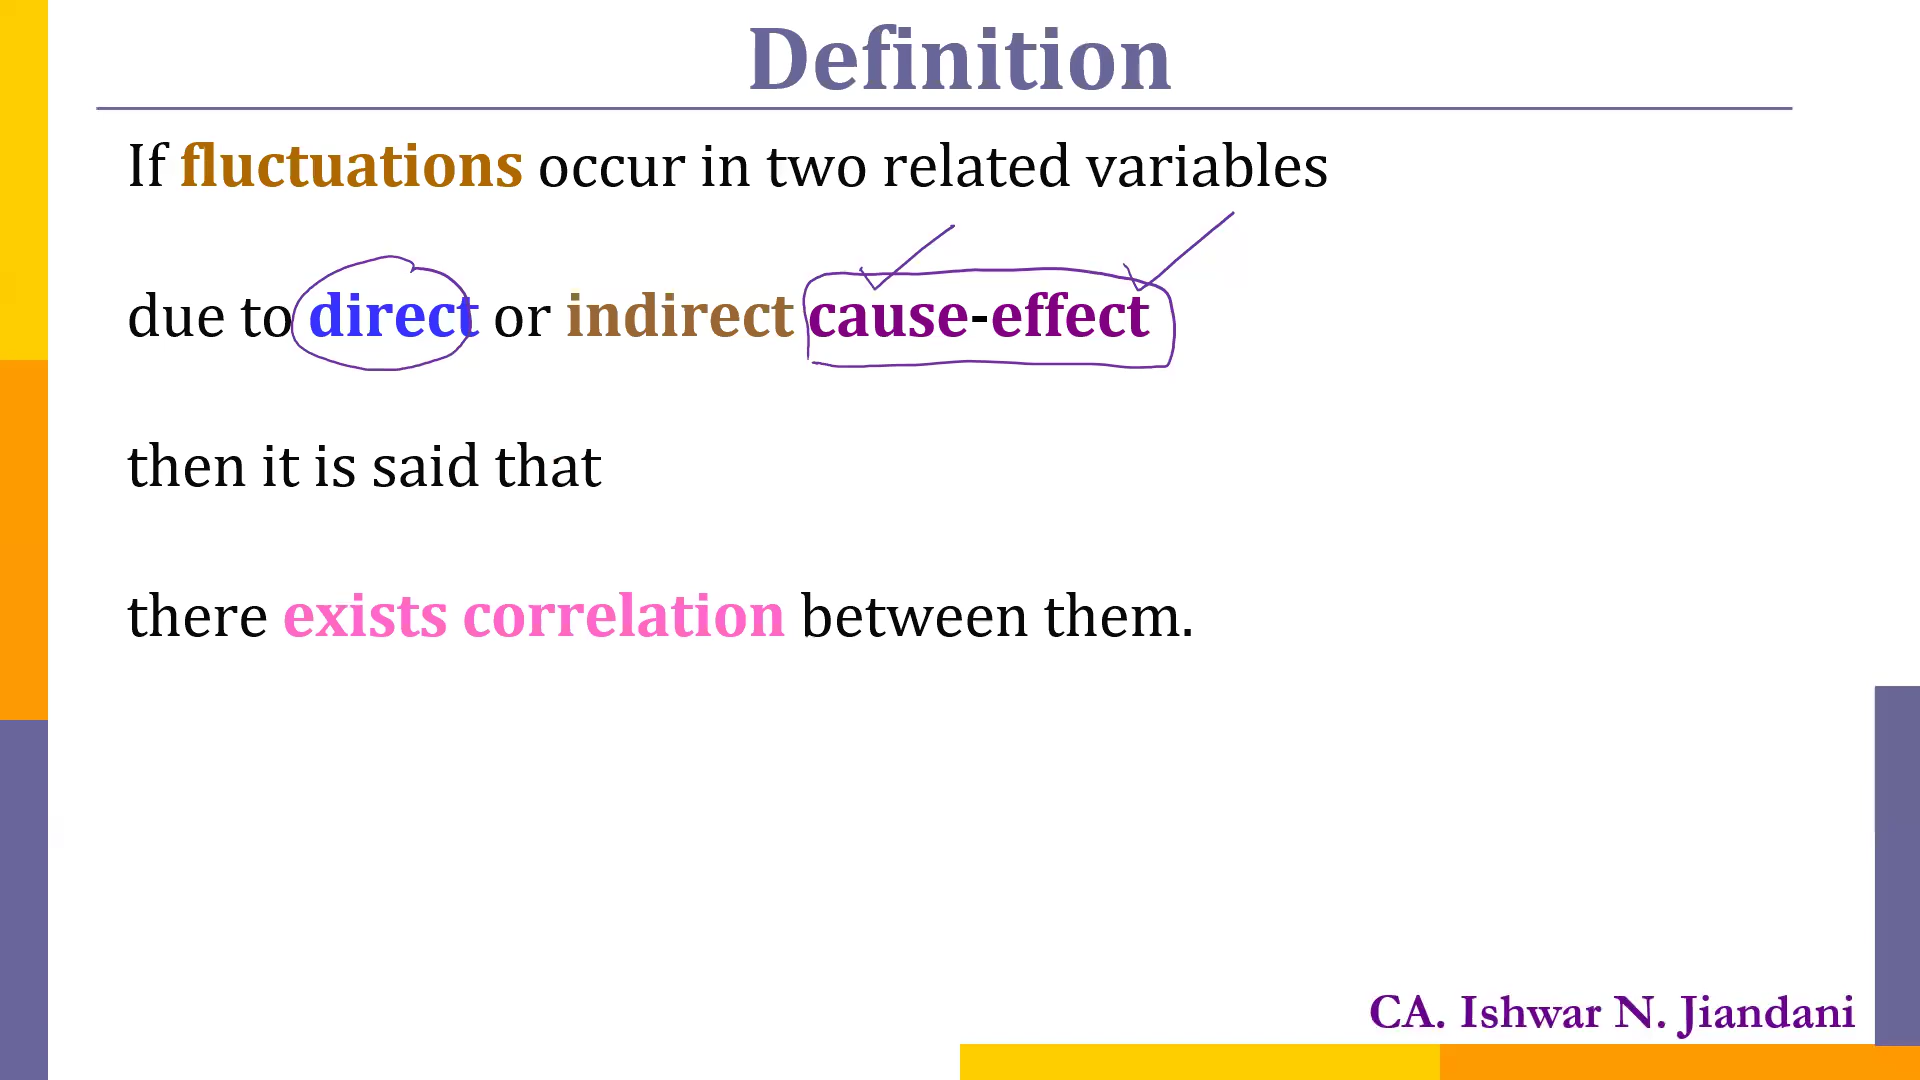 Definition
If fluctuations occur in two related variables
due to direct or indirect cause-effect
then it is said that
there exists correlation between them.
CA. Ishwar N. Jiandani